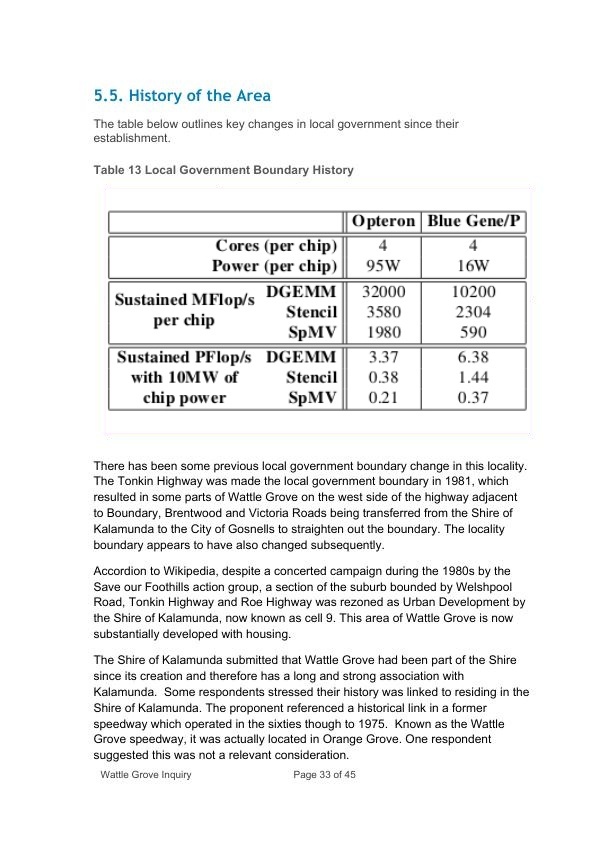 5.5. History of the Area
The table below outlines key changes in local government since their
establishment.
Table 13 Local Government Boundary History
Opteron Blue Gene/P
Cores (per chip) 4 4
Power (per chip) 95W 16W
Sustained MFlop/s per chip DGEMM 32000 10200
Stencil 3580 2304
SpMV 1980 590
Sustained PFlop/s DGEMM 3.37 6.38
with 10MW of Stencil 0.38 1.44
chip power SpMV 0.21 0.37
There has been some previous local government boundary change in this locality.
The Tonkin Highway was made the local government boundary in 1981, which
resulted in some parts of Wattle Grove on the west side of the highway adjacent
to Boundary, Brentwood and Victoria Roads being transferred from the Shire of
Kalamunda to the City of Gosnells to straighten out the boundary. The locality
boundary appears to have also changed subsequently.
Accordion to Wikipedia, despite a concerted campaign during the 1980s by the
Save our Foothills action group, a section of the suburb bounded by Welshpool
Road, Tonkin Highway and Roe Highway was rezoned as Urban Development by
the Shire of Kalamunda, now known as cell 9. This area of Wattle Grove is now
substantially developed with housing.
The Shire of Kalamunda submitted that Wattle Grove had been part of the Shire
since its creation and therefore has a long and strong association with
Kalamunda. Some respondents stressed their history was linked to residing in the
Shire of Kalamunda. The proponent referenced a historical link in a former
speedway which operated in the sixties though to 1975. Known as the Wattle
Grove speedway, it was actually located in Orange Grove. One respondent
suggested this was not a relevant consideration.
Wattle Grove Inquiry Page 33 of 45